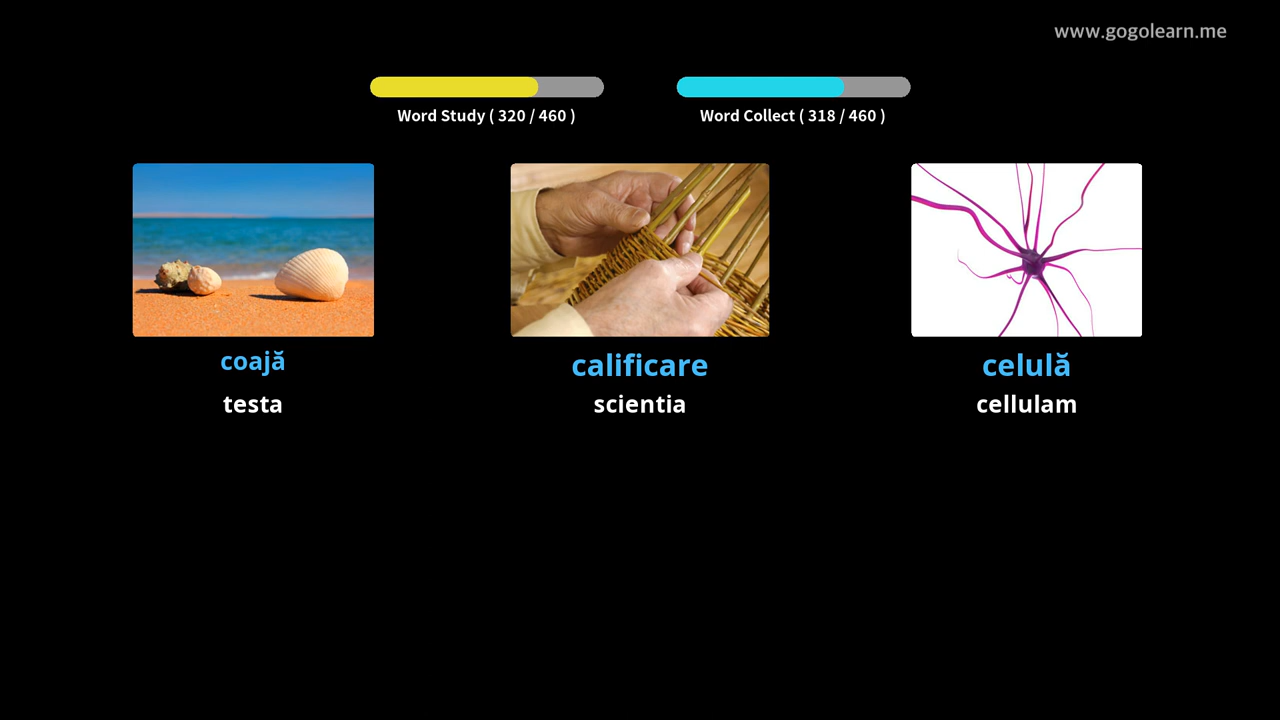 www.gogolearn.me
Word Study ( 320 / 460 )
Word Collect ( 318 / 460 )
coajă
calificare
celulă
testa
scientia
cellulam